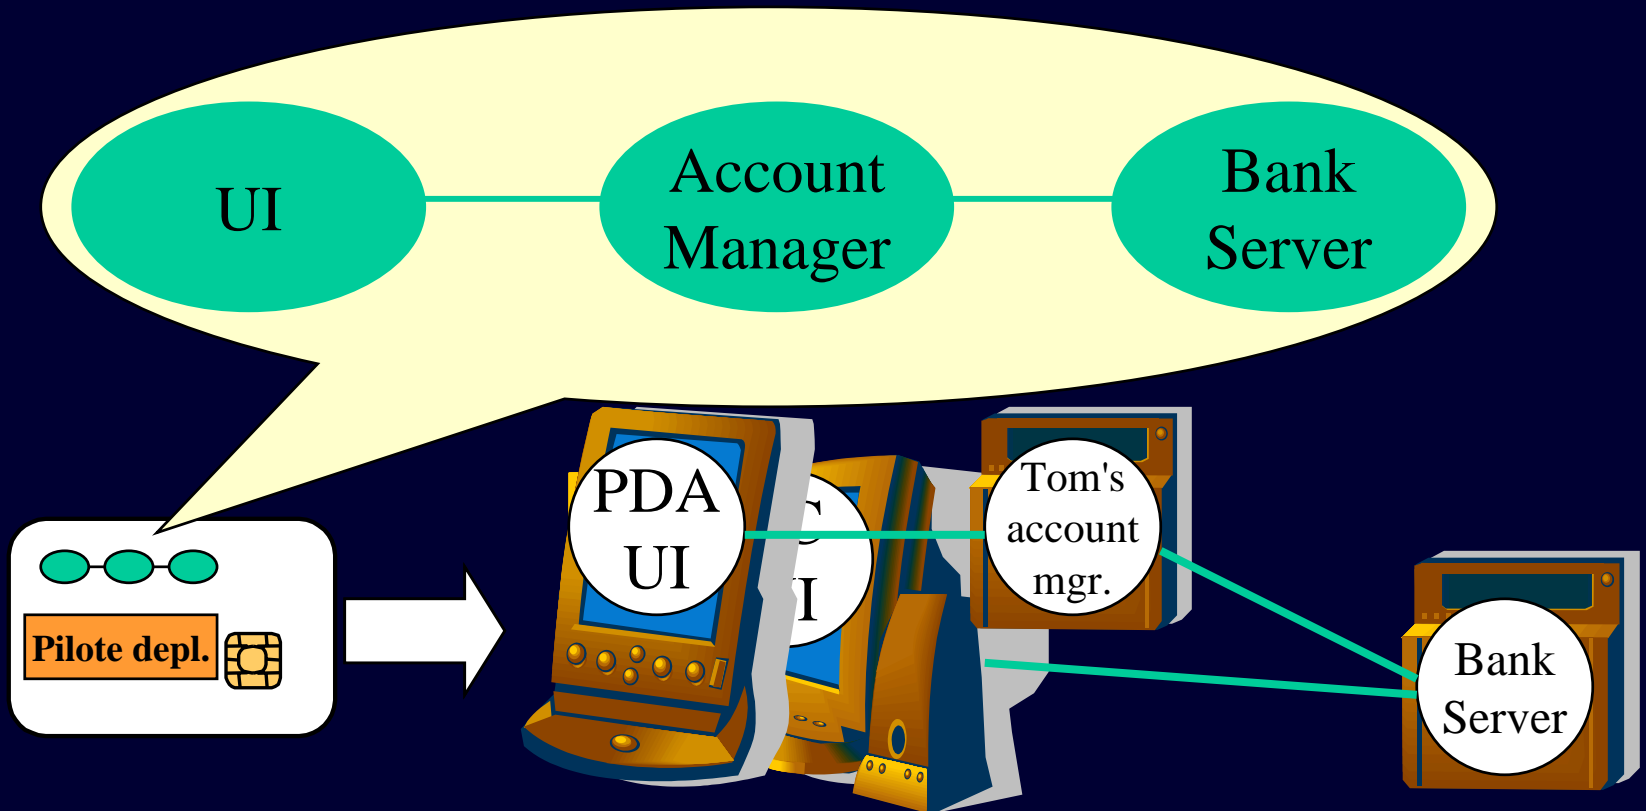 UI
Account
Manager
Bank
Server
Pilote depl.
PDA
UI
Tom's
account
mgr.
Bank
Server